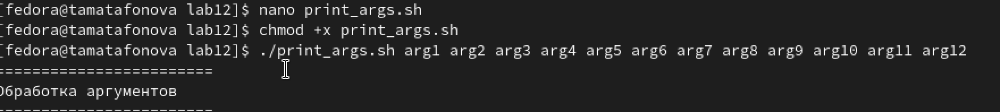 [fedora@tamatafonova lab12]$ nano print_args.sh
[fedora@tamatafonova lab12]$ chmod +x print_args.sh
[fedora@tamatafonova lab12]$ ./print_args.sh arg1 arg2 arg3 arg4 arg5 arg6 arg7 arg8 arg9 arg10 arg11 arg12
========================
Обработка аргументов
========================